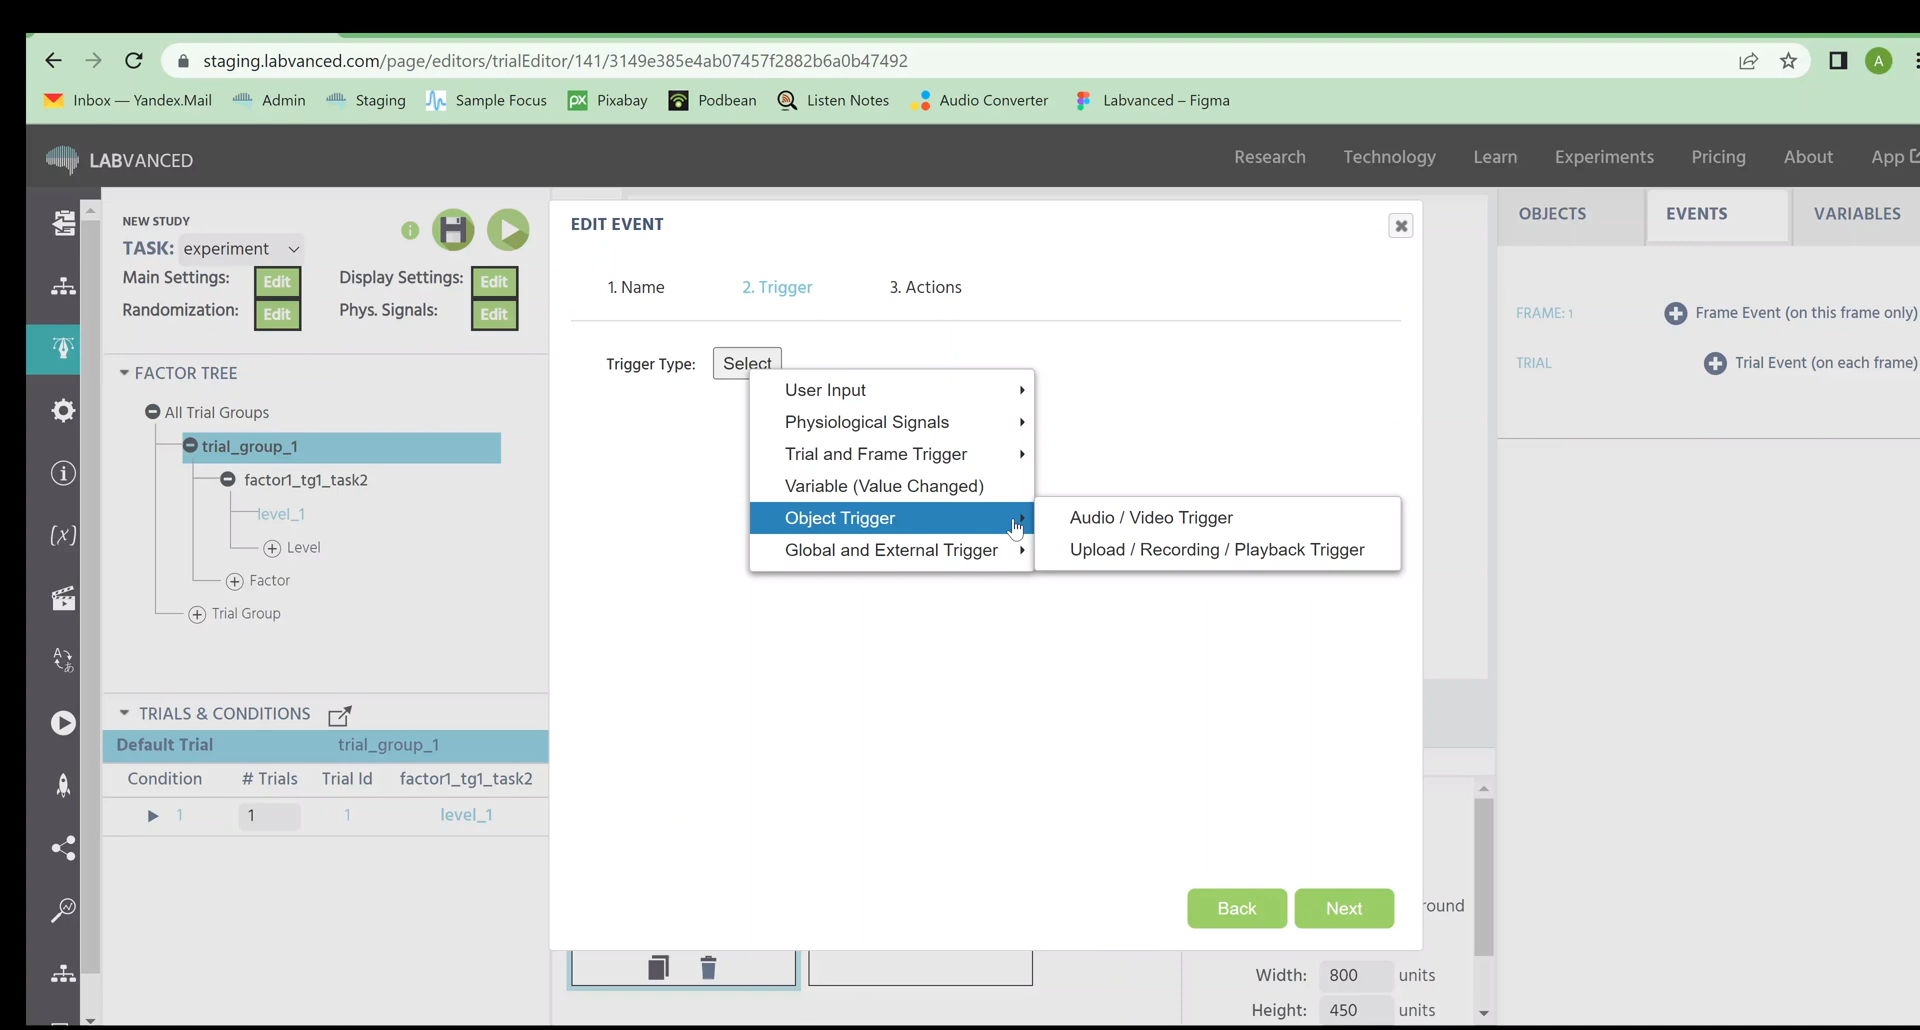 staging.labvanced.com/page/editors/trialEditor/141/3149e385e4ab07457f2882b6a0b47492
A
Inbox — Yandex.Mail Admin Staging Sample Focus Pixabay Podbean Listen Notes Audio Converter Labvanced – Figma
LABVANCED
Research Technology Learn Experiments Pricing About App
NEW STUDY
TASK: experiment
Main Settings: Edit Display Settings: Edit
Randomization: Edit Phys. Signals: Edit
FACTOR TREE
All Trial Groups
trial_group_1
factor1_tg1_task2
level_1
Level
Factor
Trial Group
TRIALS & CONDITIONS
Default Trial trial_group_1
Condition # Trials Trial Id factor1_tg1_task2
1 1 1 level_1
EDIT EVENT
1. Name 2. Trigger 3. Actions
Trigger Type: Select
User Input
Physiological Signals
Trial and Frame Trigger
Variable (Value Changed)
Object Trigger
Global and External Trigger
Audio / Video Trigger
Upload / Recording / Playback Trigger
Back Next
OBJECTS EVENTS VARIABLES
FRAME: 1 Frame Event (on this frame only)
TRIAL Trial Event (on each frame)
Width: 800 units
Height: 450 units